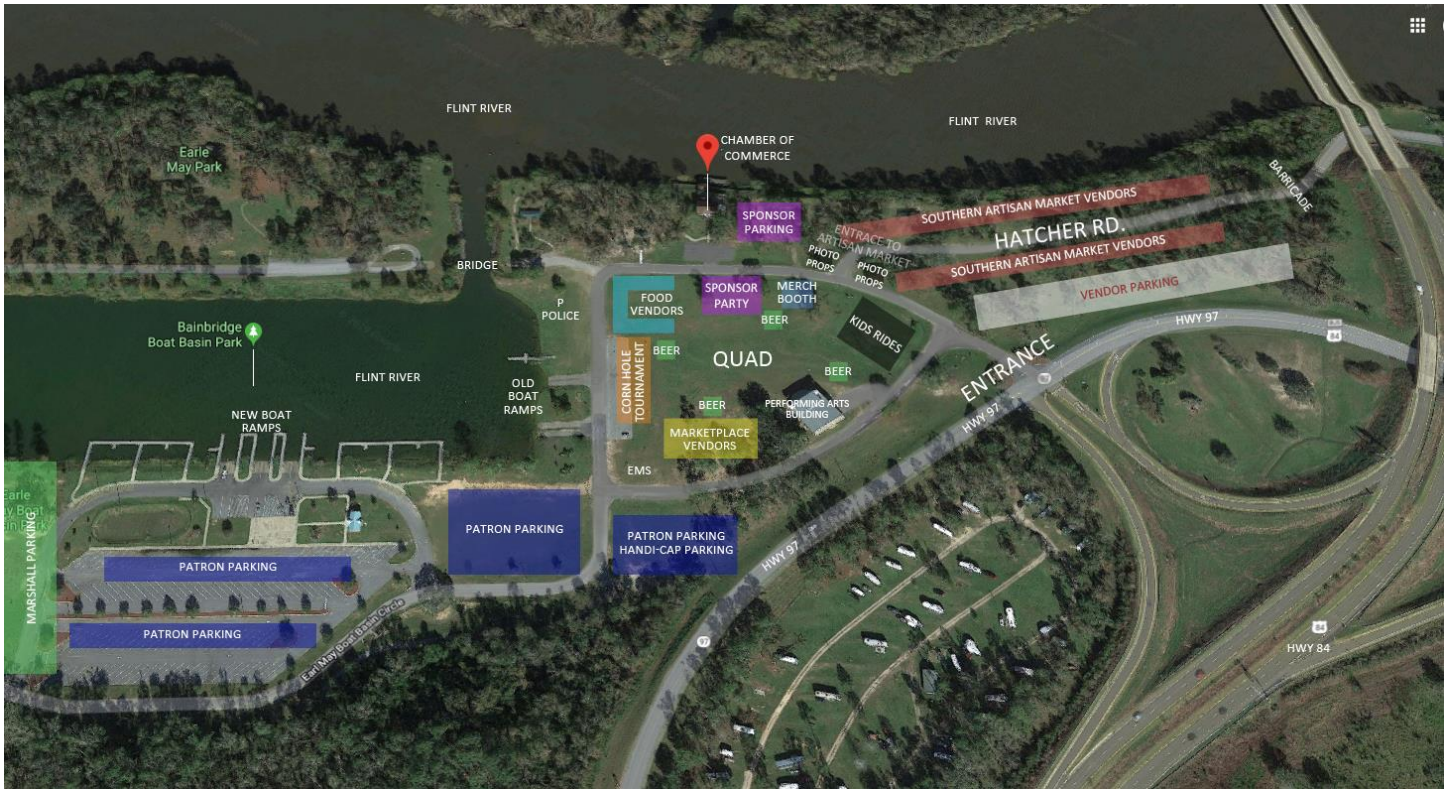 FLINT RIVER
FLINT  RIVER
Earle
May Park
CHAMBER OF
COMMERCE
BARRICADE
SOUTHERN ARTISAN MARKET VENDORS
SPONSOR
PARKING
HATCHER RD.
ENTRACE TO
ARTISAN MARKET
SOUTHERN ARTISAN MARKET VENDORS
PHOTO
PROPS
PHOTO
PROPS
BRIDGE
VENDOR PARKING
SPONSOR
PARTY
MERCH
BOOTH
FOOD
VENDORS
P
POLICE
BEER
KIDS RIDES
HWY 97
84
Bainbridge
Boat Basin Park
BEER
QUAD
ENTRANCE
CORN HOLE
TOURNAMENT
BEER
FLINT RIVER
OLD
BOAT
RAMPS
BEER
PERFORMING ARTS
BUILDING
NEW BOAT
RAMPS
HWY 97
MARKETPLACE
VENDORS
EMS
Earle
MARSHALL PARKING
PATRON PARKING
PATRON PARKING
HANDI-CAP PARKING
HWY 97
PATRON PARKING
PATRON PARKING
Earl May Boat Basin Circle
97
84
HWY 84